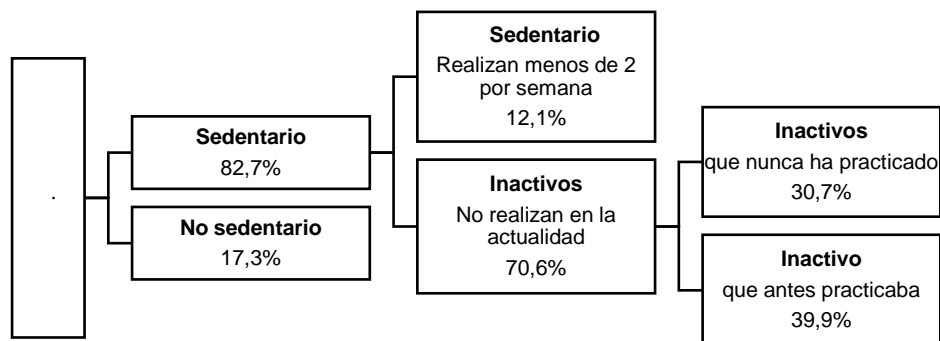 .
Sedentario
82,7%
No sedentario
17,3%
Sedentario
Realizan menos de 2
por semana
12,1%
Inactivos
No realizan en la
actualidad
70,6%
Inactivos
que nunca ha practicado
30,7%
Inactivo
que antes practicaba
39,9%